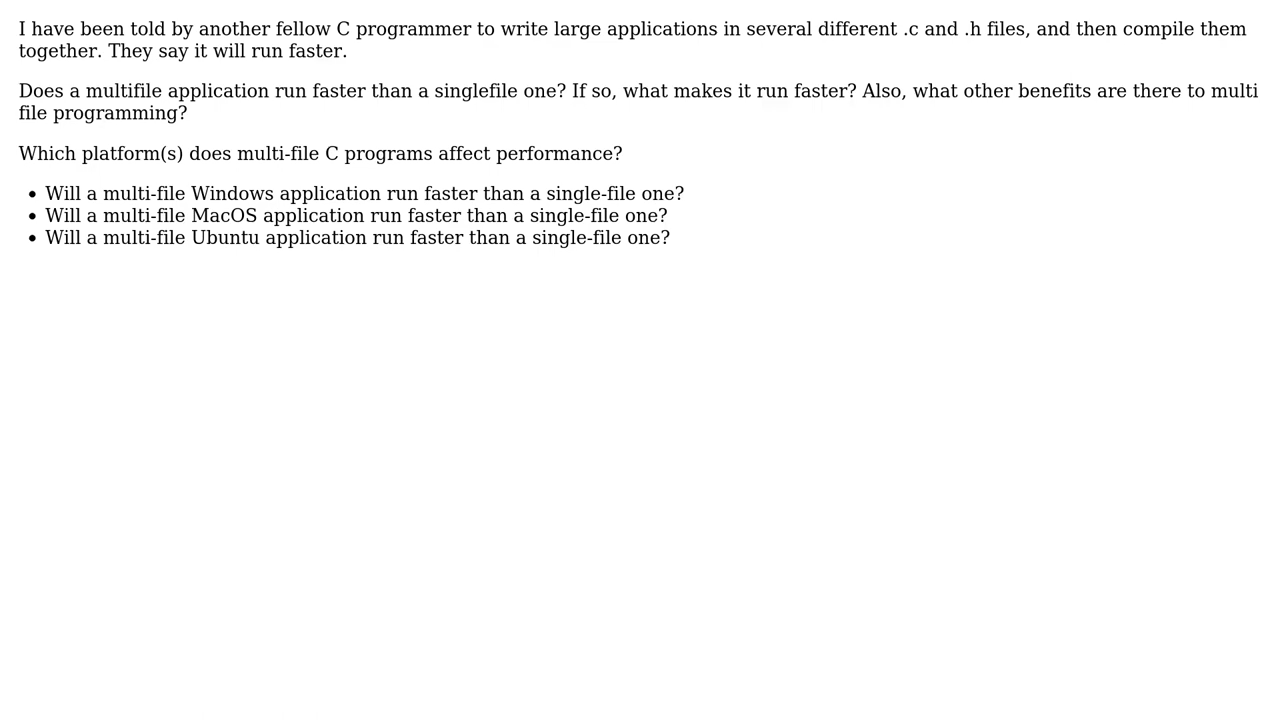 I have been told by another fellow C programmer to write large applications in several different .c and .h files, and then compile them
together. They say it will run faster.
Does a multifile application run faster than a singlefile one? If so, what makes it run faster? Also, what other benefits are there to multi
file programming?
Which platform(s) does multi-file C programs affect performance?
• Will a multi-file Windows application run faster than a single-file one?
• Will a multi-file MacOS application run faster than a single-file one?
• Will a multi-file Ubuntu application run faster than a single-file one?